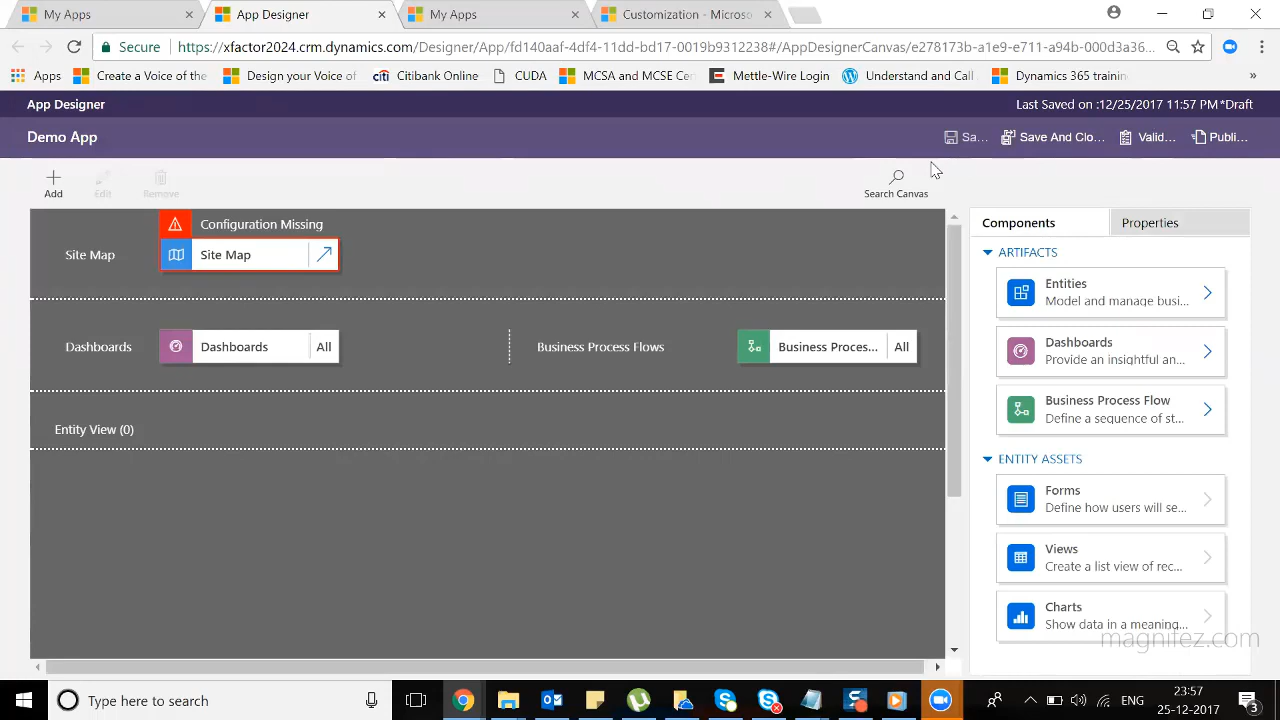 My Apps
App Designer
My Apps
Customization - Microso
Secure
https://xfactor2024.crm.dynamics.com/Designer/App/fd140aaf-4df4-11dd-bd17-0019b9312238#/AppDesignerCanvas/e278173b-a1e9-e711-a94b-000d3a36...
Apps
Create a Voice of the
Design your Voice of
citi Citibank Online
CUDA
MCSA and MCSE Cer
Mettle-Wire Login
Understand and Call
Dynamics 365 training
App Designer
Last Saved on :12/25/2017 11:57 PM *Draft
Demo App
Sa...
Save And Clo...
Valid...
Publi...
Add
Edit
Remove
Search Canvas
Configuration Missing
Site Map
Site Map
Dashboards
Dashboards
All
Business Process Flows
Business Proces...
All
Entity View (0)
Components
Properties
ARTIFACTS
Entities
Model and manage busi...
Dashboards
Provide an insightful an...
Business Process Flow
Define a sequence of st...
ENTITY ASSETS
Forms
Define how users will se...
Views
Create a list view of rec...
Charts
Show data in a meaning...
magnifez.com
Type here to search
ENG
23:57
25-12-2017
3